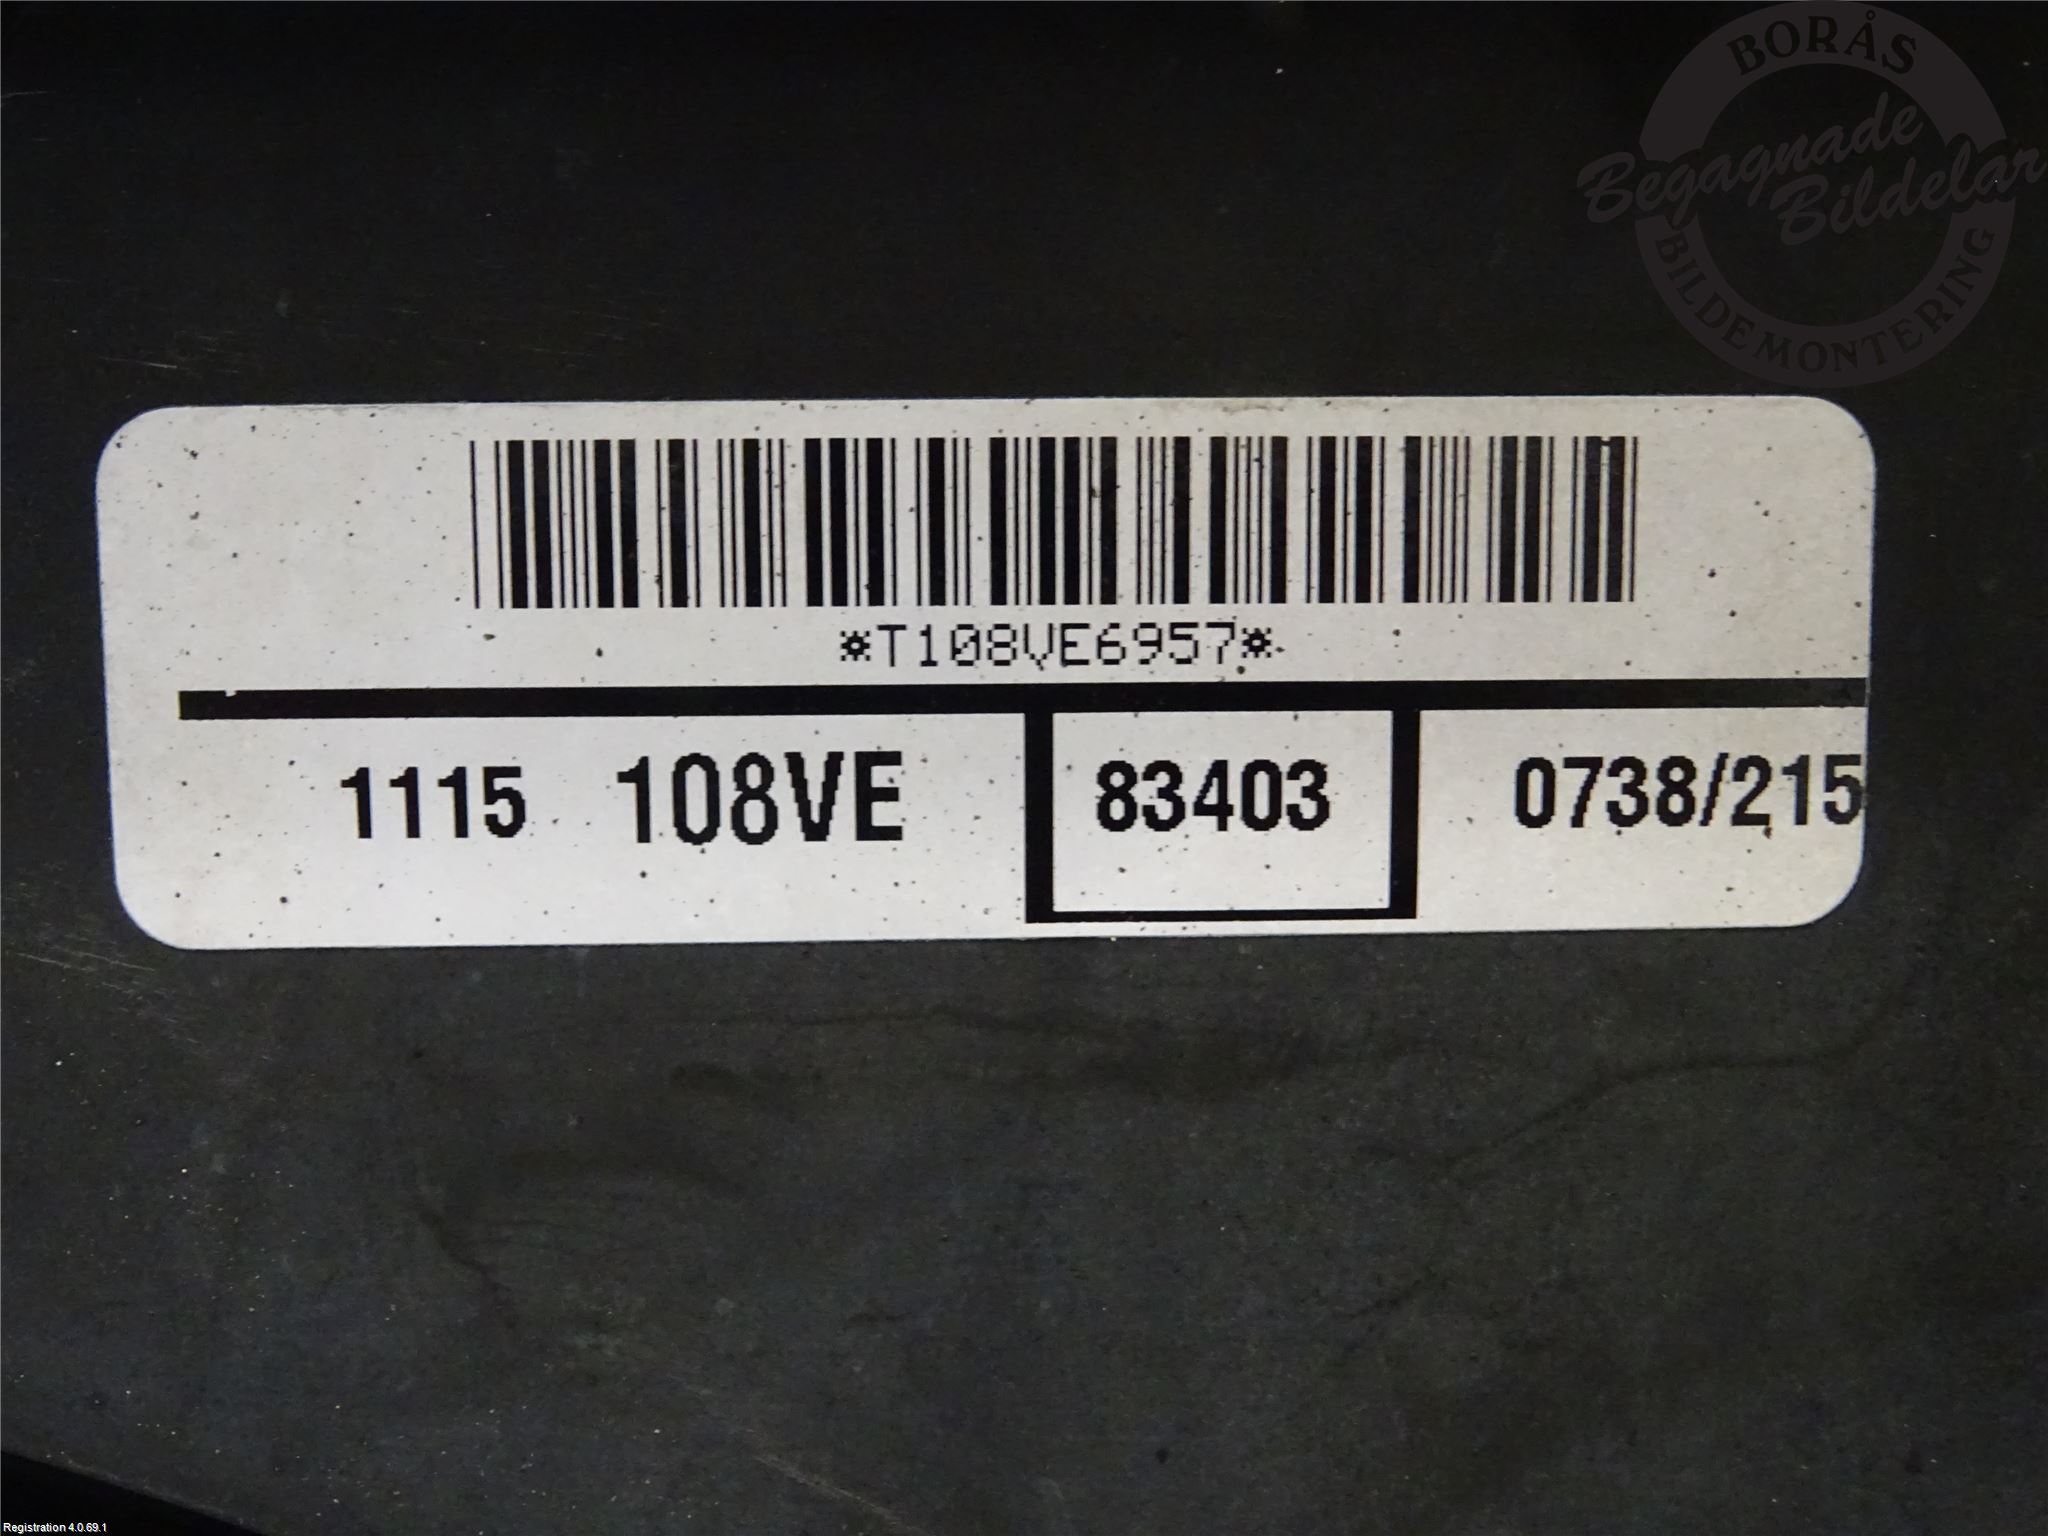 BORÅS
Begagnade
Bildelar
BILDEMONTERING
*T108VE6957*
1115 108VE 83403 0738/215
Registration 4.0.69.1